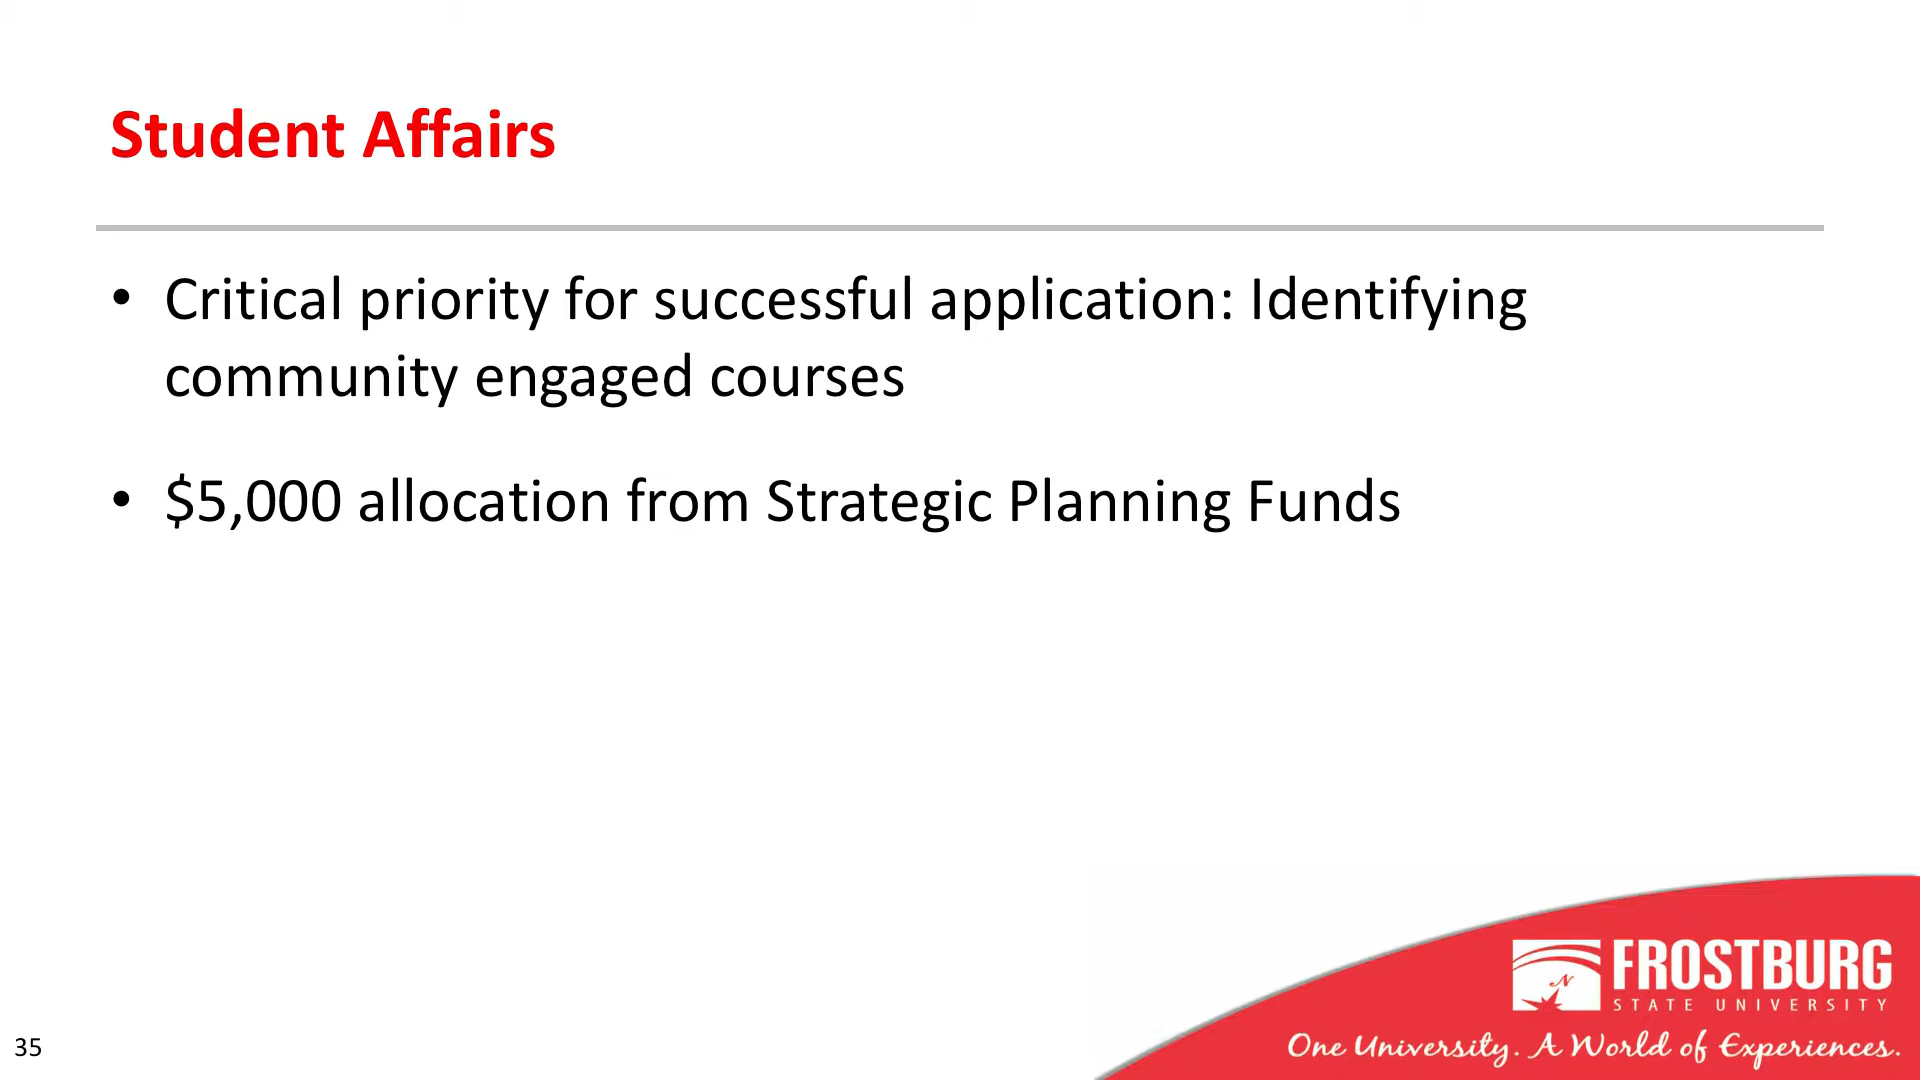 Student Affairs
• Critical priority for successful application: Identifying
community engaged courses
• $5,000 allocation from Strategic Planning Funds
N
FROSTBURG
STATE UNIVERSITY
One University. A World of Experiences.
35